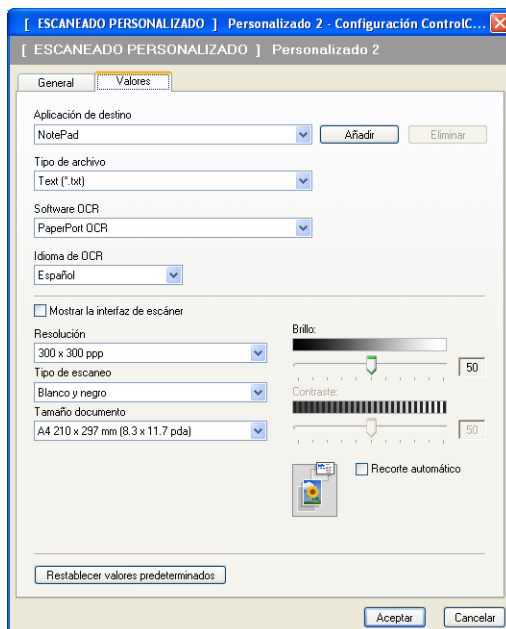 [ ESCANEADO PERSONALIZADO ] Personalizado 2 - Configuración ControlC...
[ ESCANEADO PERSONALIZADO ] Personalizado 2
General Valores
Aplicación de destino
NotePad Añadir Eliminar
Tipo de archivo
Text (*.txt)
Software OCR
PaperPort OCR
Idioma de OCR
Español
Mostrar la interfaz de escáner
Resolución Brillo:
300 x 300 ppp
50
Tipo de escaneo
Blanco y negro Contraste:
Tamaño documento
A4 210 x 297 mm (8.3 x 11.7 pda) 50
Recorte automático
Restablecer valores predeterminados
Aceptar Cancelar